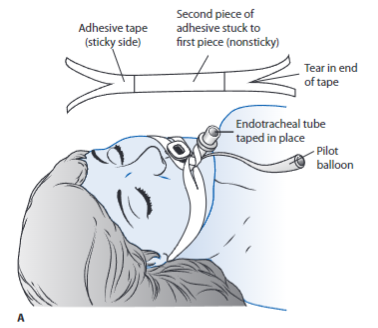 Adhesive tape
(sticky side)
Second piece of
adhesive stuck to
first piece (nonsticky)
Tear in end
of tape
Endotracheal tube
taped in place
Pilot
balloon
A